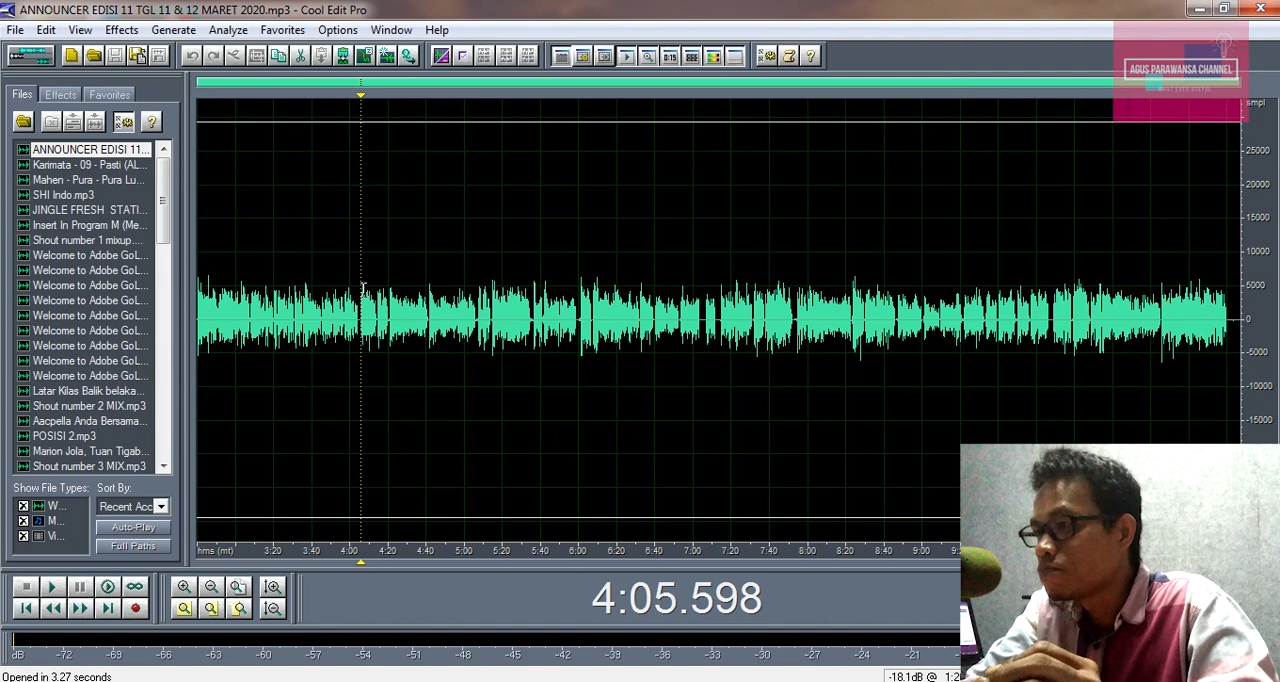 ANNOUNCER EDISI 11 TGL 11 & 12 MARET 2020.mp3 - Cool Edit Pro
File Edit View Effects Generate Analyze Favorites Options Window Help
AGUS PARAWANSA CHANNEL
Files Effects Favorites
smpl
ANNOUNCER EDISI 11...
Karimata - 09 - Pasti (AL...
Mahen - Pura - Pura Lu...
SHI Indo.mp3
JINGLE FRESH STATI...
Insert In Program M (Me...
Shout number 1 mixup....
Welcome to Adobe GoL...
Welcome to Adobe GoL...
Welcome to Adobe GoL...
Welcome to Adobe GoL...
Welcome to Adobe GoL...
Welcome to Adobe GoL...
Welcome to Adobe GoL...
Welcome to Adobe GoL...
Welcome to Adobe GoL...
Latar Kilas Balik belaka...
Shout number 2 MIX.mp3
Aacpella Anda Bersama...
POSISI 2.mp3
Marion Jola, Tuan Tigab...
Shout number 3 MIX.mp3
25000
20000
15000
10000
5000
0
-5000
-10000
-15000
Show File Types: Sort By:
W... Recent Acc
M... Auto-Play
Vi... Full Paths
hms (mt) 3:20 3:40 4:00 4:20 4:40 5:00 5:20 5:40 6:00 6:20 6:40 7:00 7:20 7:40 8:00 8:20 8:40 9:00
4:05.598
dB -72 -69 -66 -63 -60 -57 -54 -51 -48 -45 -42 -39 -36 -33 -30 -27 -24 -21 -18
Opened in 3.27 seconds
-18.1dB @